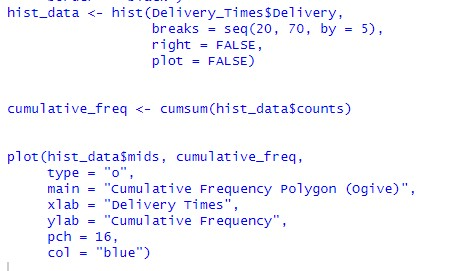 hist_data <- hist(Delivery_Times$Delivery,
breaks = seq(20, 70, by = 5),
right = FALSE,
plot = FALSE)
cumulative_freq <- cumsum(hist_data$counts)
plot(hist_data$mids, cumulative_freq,
type = "o",
main = "Cumulative Frequency Polygon (Ogive)",
xlab = "Delivery Times",
ylab = "Cumulative Frequency",
pch = 16,
col = "blue")